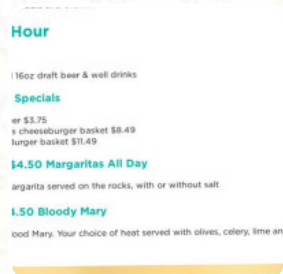 Hour
16oz draft beer & well drinks
Specials
er $3.75
s cheeseburger basket $8.49
burger basket $11.49
$4.50 Margaritas All Day
argarita served on the rocks, with or without salt
.50 Bloody Mary
ood Mary. Your choice of heat served with olives, celery, lime an